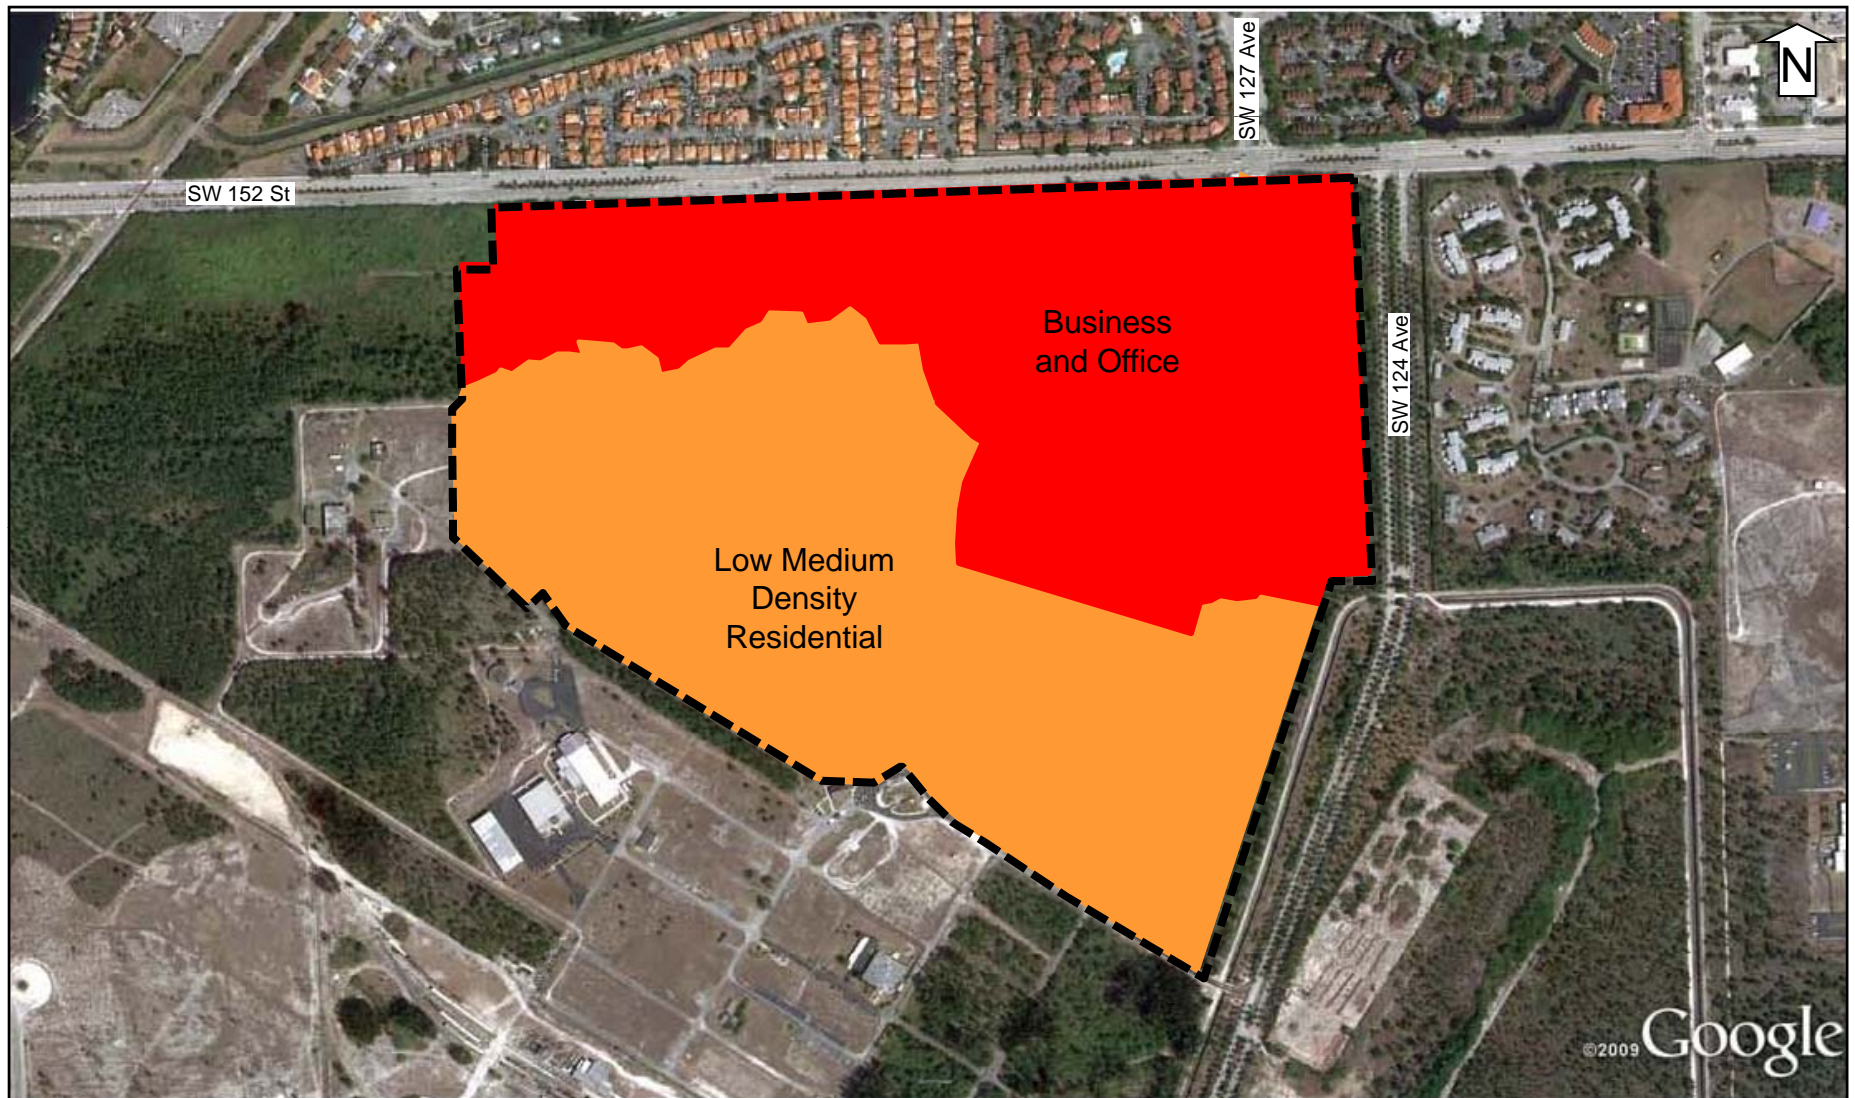 SW 127 Ave
N
SW 152 St
Business
and Office
SW 124 Ave
Low Medium
Density
Residential
©2009 Google